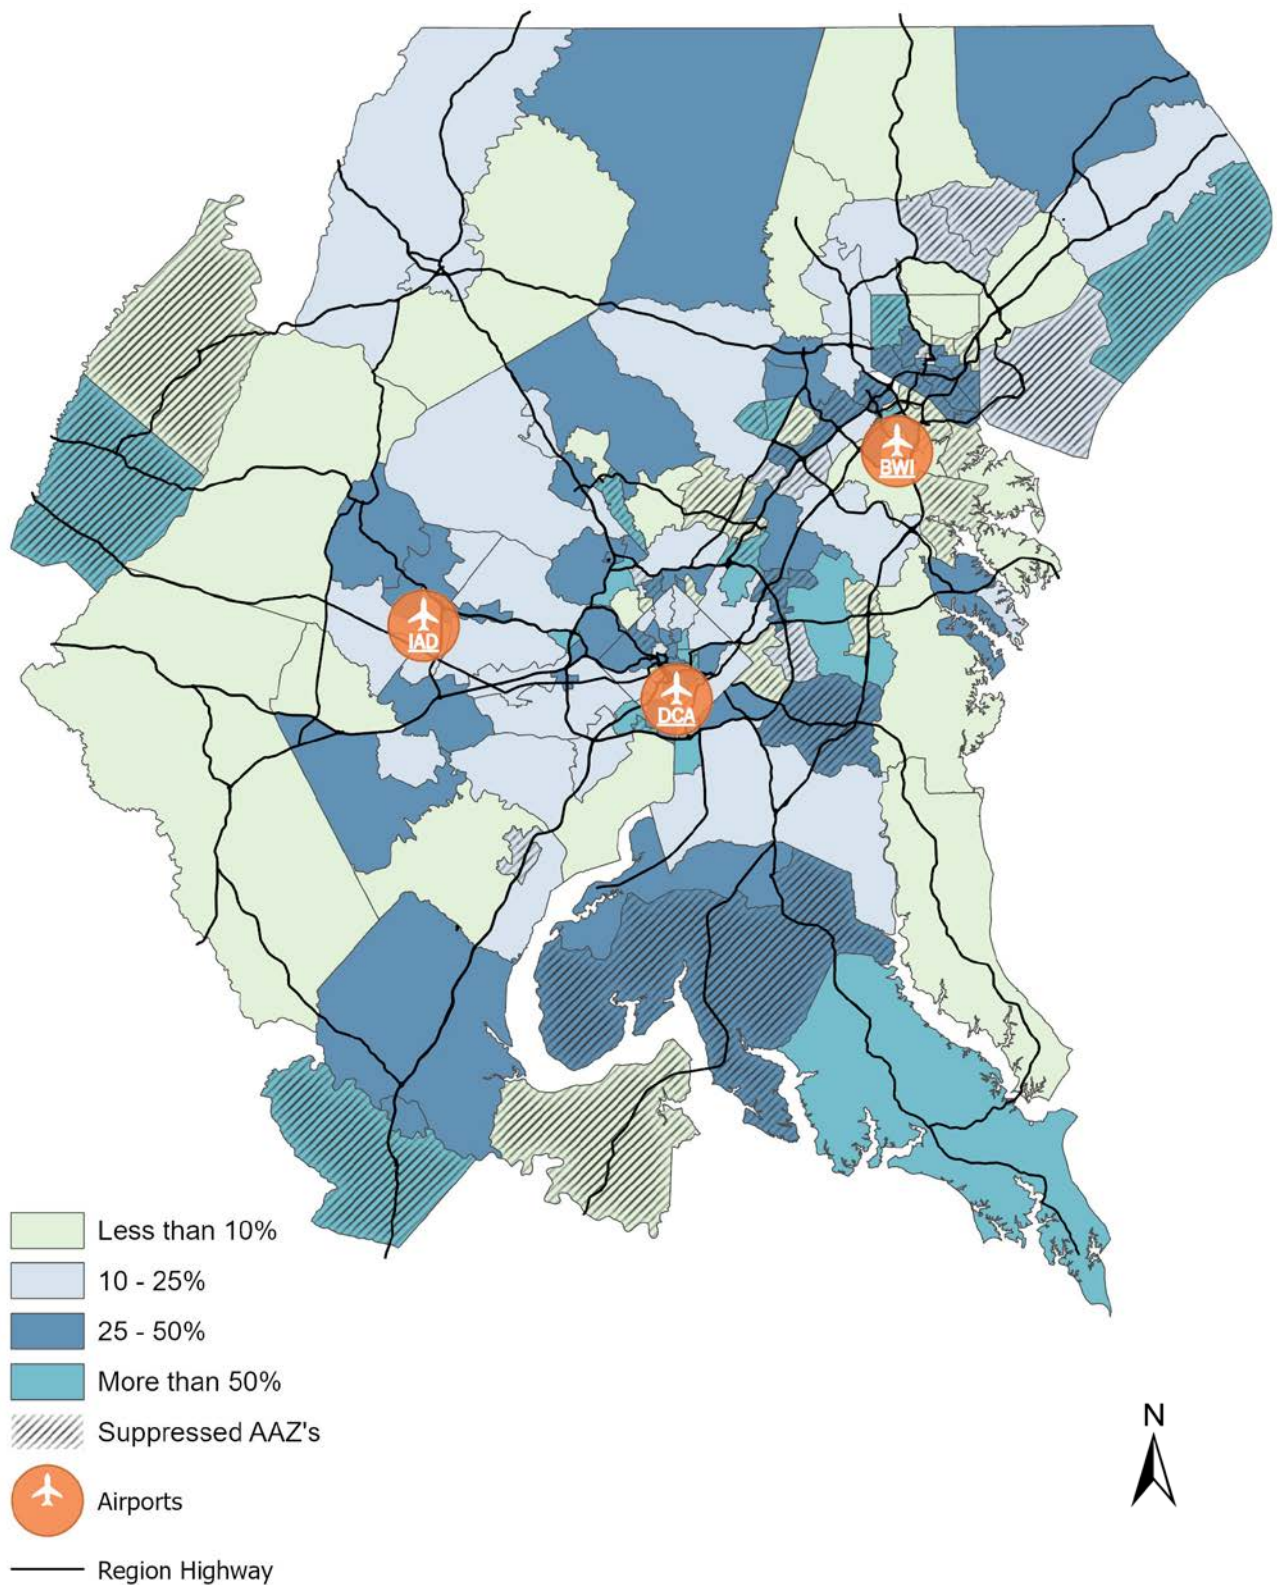 BWI
IAD
DCA
Less than 10%
10 - 25%
25 - 50%
More than 50%
Suppressed AAZ's
Airports
Region Highway
N